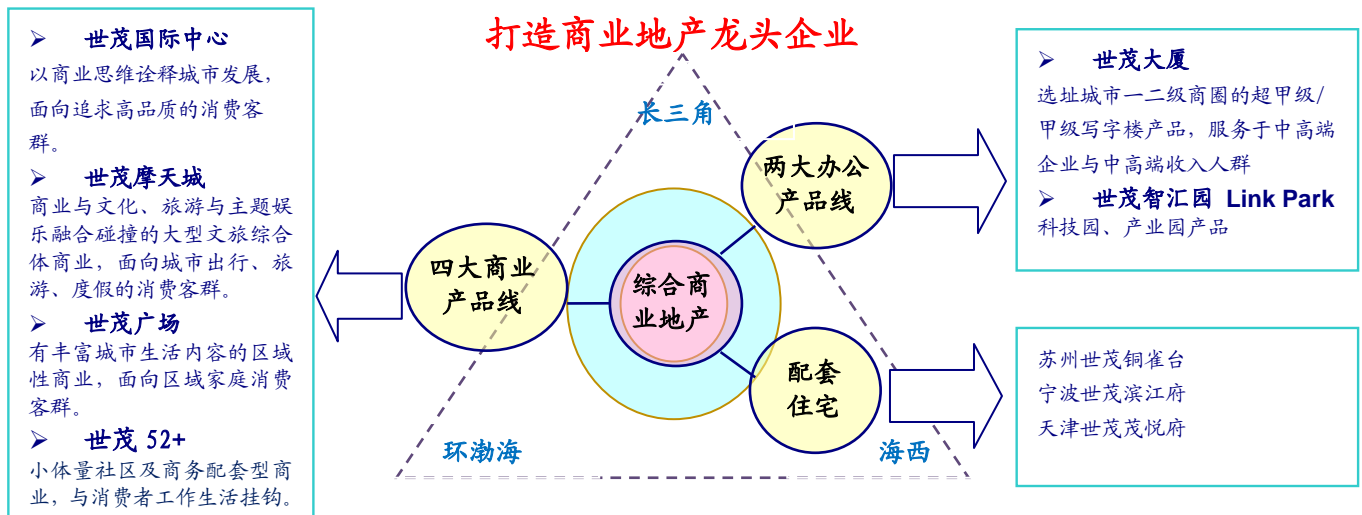 打造商业地产龙头企业
➢ 世茂国际中心
以商业思维诠释城市发展，
面向追求高品质的消费客
群。
➢ 世茂摩天城
商业与文化、旅游与主题娱
乐融合碰撞的大型文旅综合
体商业，面向城市出行、旅
游、度假的消费客群。
➢ 世茂广场
有丰富城市生活内容的区域
性商业，面向区域家庭消费
客群。
➢ 世茂 52+
小体量社区及商务配套型商
业，与消费者工作生活挂钩。
四大商业
产品线
长三角
综合商
业地产
两大办公
产品线
配套
住宅
环渤海
海西
➢ 世茂大厦
选址城市一二级商圈的超甲级/
甲级写字楼产品，服务于中高端
企业与中高端收入人群
➢ 世茂智汇园 Link Park
科技园、产业园产品
苏州世茂铜雀台
宁波世茂滨江府
天津世茂茂悦府